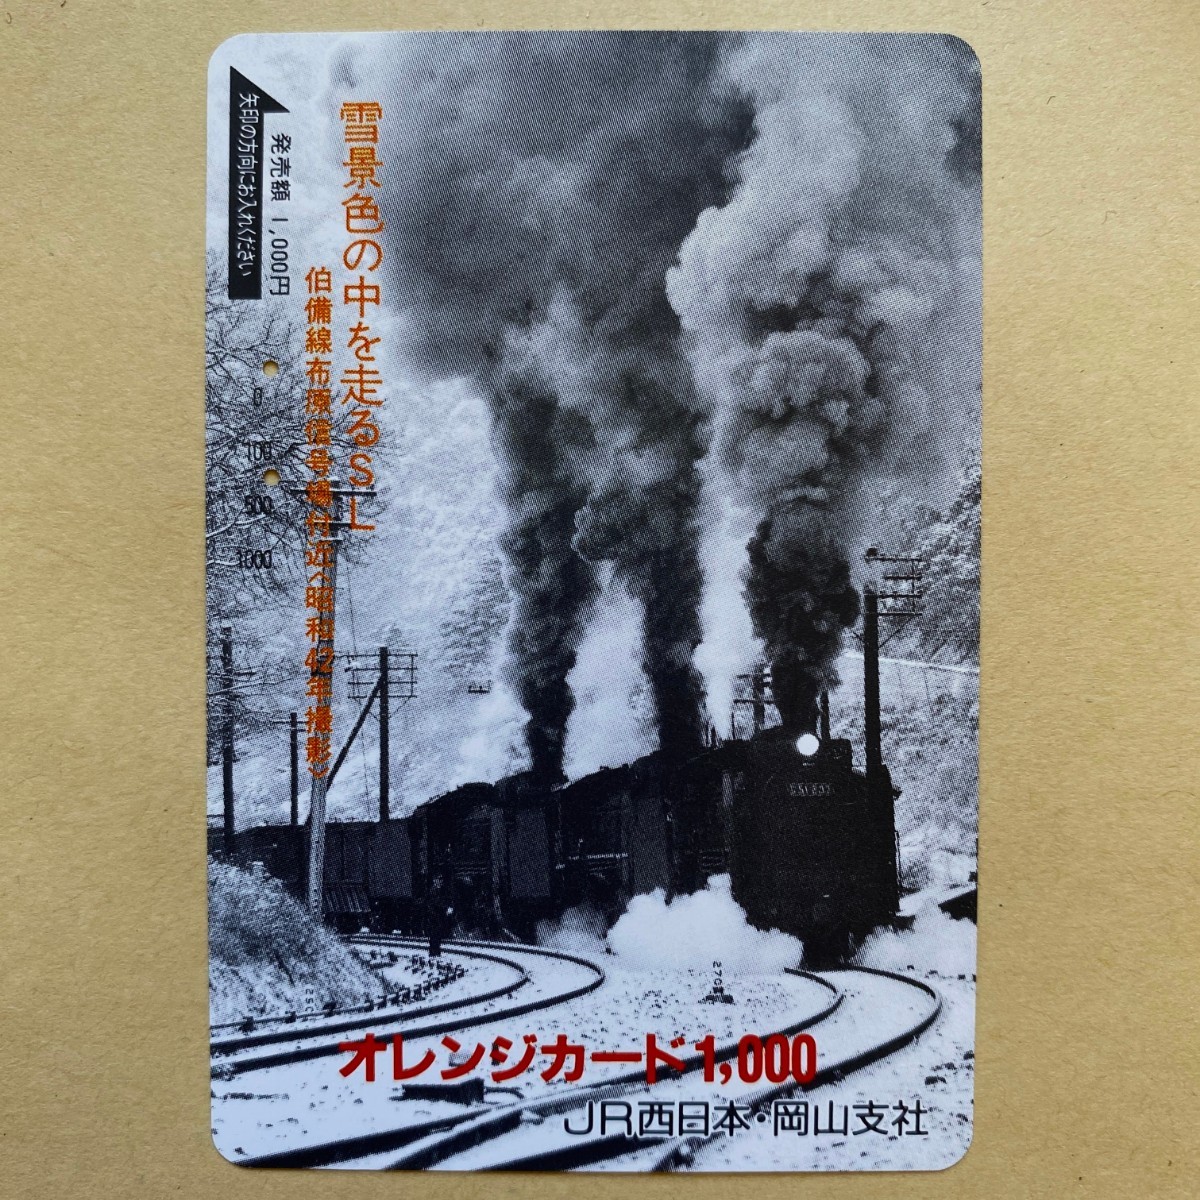 矢印の方向にお入れください
発売額 1,000円
雪景色の中を走るSL
伯備線布原信号場付近〈昭和42年撮影〉
0
100
500
1000
オレンジカード1,000
JR西日本・岡山支社